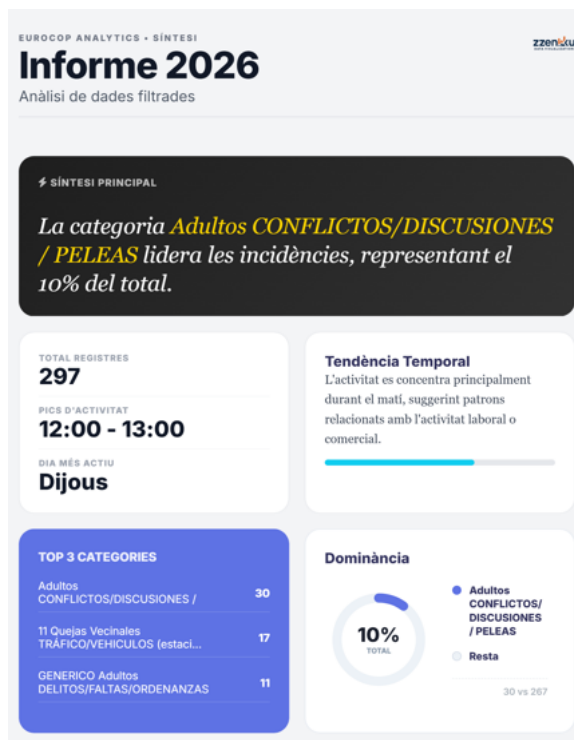 EUROCOP ANALYTICS • SÍNTESI
Informe 2026
Anàlisi de dades filtrades
⚡ SÍNTESI PRINCIPAL
La categoria Adultos CONFLICTOS/DISCUSIONES
/ PELEAS lidera les incidències, representant el
10% del total.
TOTAL REGISTRES
297
PICS D'ACTIVITAT
12:00 - 13:00
DIA MÉS ACTIU
Dijous
Tendència Temporal
L'activitat es concentra principalment
durant el matí, suggerint patrons
relacionats amb l'activitat laboral o
comercial.
TOP 3 CATEGORIES
Adultos
CONFLICTOS/DISCUSIONES /
30
11 Quejas Vecinales
TRÁFICO/VEHICULOS (estaci...
17
GENERICO Adultos
DELITOS/FALTAS/ORDENANZAS
11
Dominància
10%
TOTAL
Adultos
CONFLICTOS/
DISCUSIONES
/ PELEAS
Resta
30 vs 267